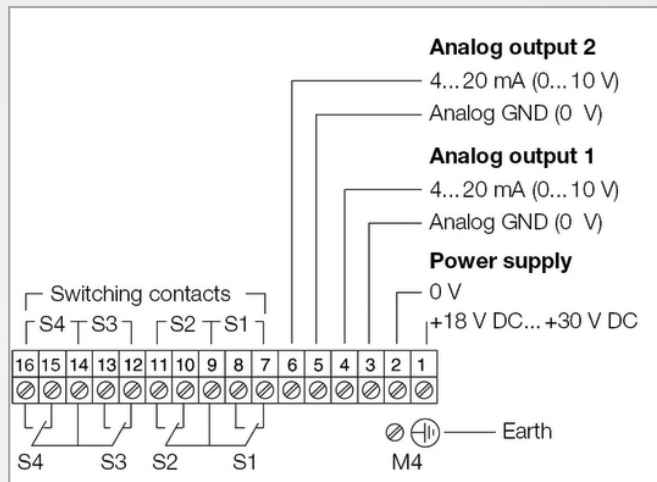 Analog output 2
4...20 mA (0...10 V)
Analog GND (0 V)
Analog output 1
4...20 mA (0...10 V)
Analog GND (0 V)
Power supply
0 V
+18 V DC...+30 V DC
Switching contacts
S4 S3 S2 S1
16 15 14 13 12 11 10 9 8 7 6 5 4 3 2 1
Earth
S4 S3 S2 S1 M4